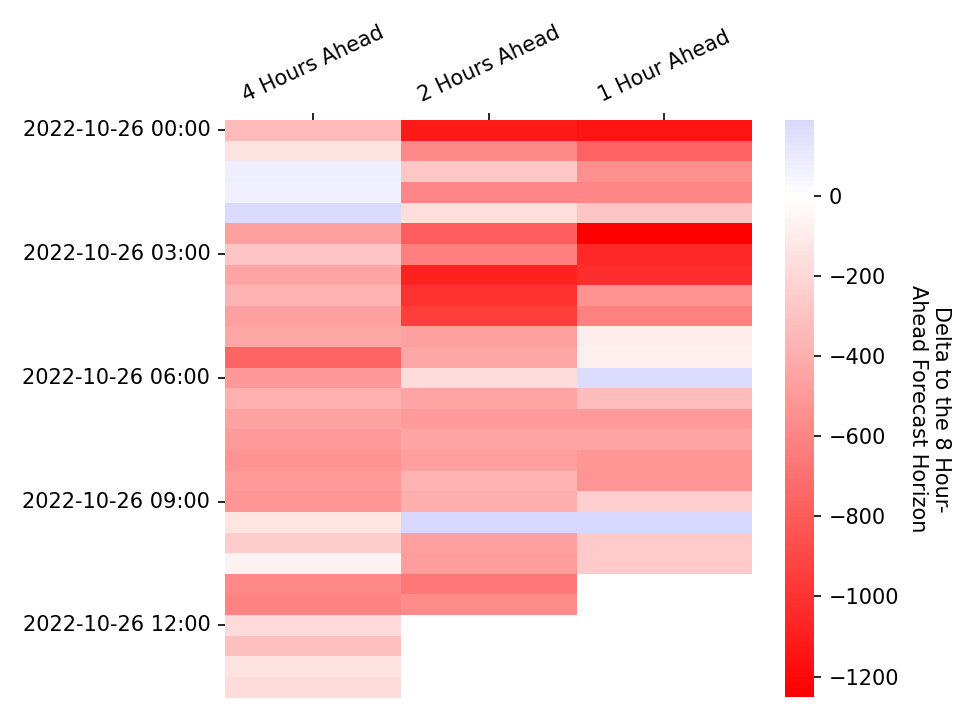 4 Hours Ahead
2 Hours Ahead
1 Hour Ahead
2022-10-26 00:00
2022-10-26 03:00
2022-10-26 06:00
2022-10-26 09:00
2022-10-26 12:00
0
−200
−400
−600
−800
−1000
−1200
Delta to the 8 Hour-
Ahead Forecast Horizon